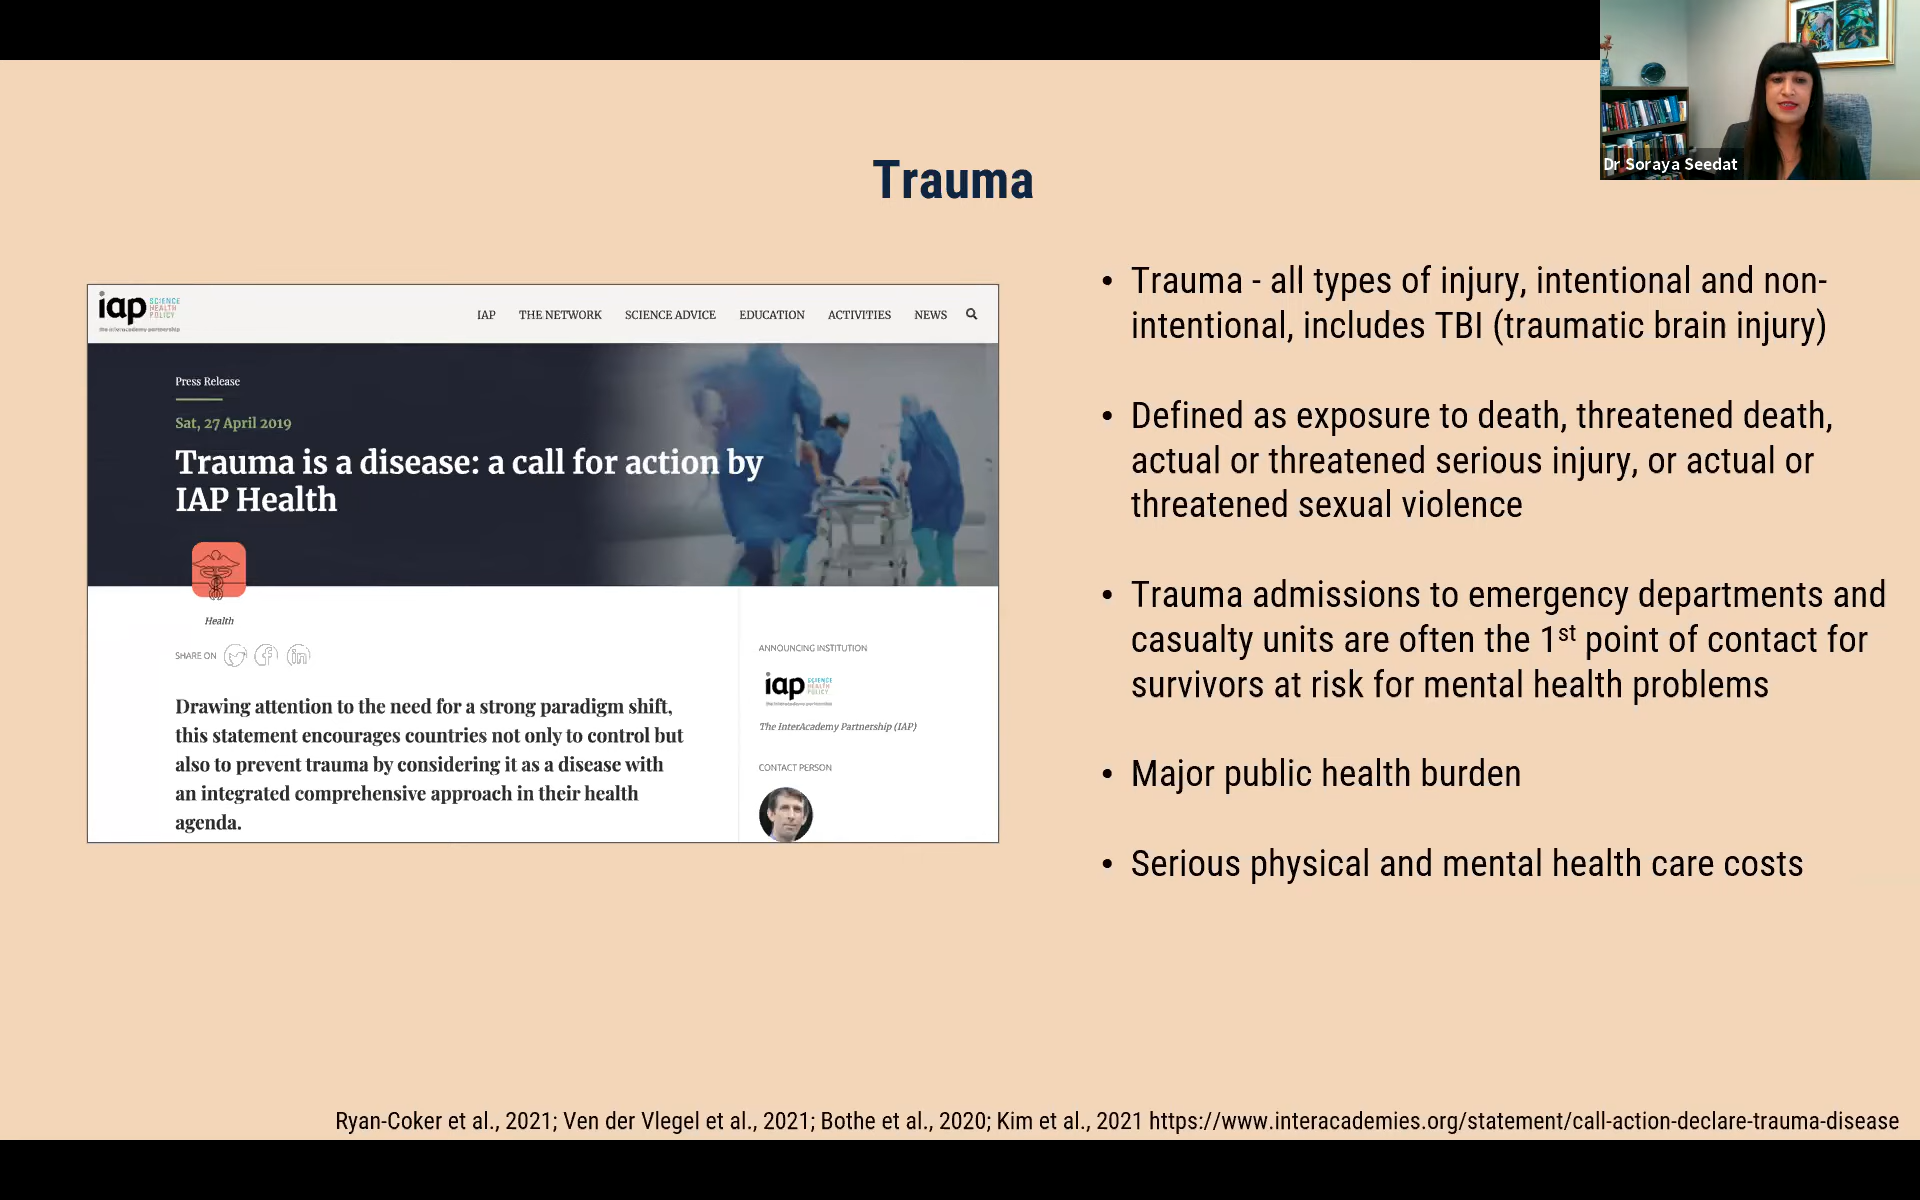 Dr Soraya Seedat
Trauma
iap SCIENCE HEALTH POLICY
the interacademy partnership
IAP THE NETWORK SCIENCE ADVICE EDUCATION ACTIVITIES NEWS
Press Release
Sat, 27 April 2019
Trauma is a disease: a call for action by
IAP Health
Health
SHARE ON
Drawing attention to the need for a strong paradigm shift,
this statement encourages countries not only to control but
also to prevent trauma by considering it as a disease with
an integrated comprehensive approach in their health
agenda.
ANNOUNCING INSTITUTION
iap SCIENCE HEALTH POLICY
the interacademy partnership
The InterAcademy Partnership (IAP)
CONTACT PERSON
• Trauma - all types of injury, intentional and non-
intentional, includes TBI (traumatic brain injury)
• Defined as exposure to death, threatened death,
actual or threatened serious injury, or actual or
threatened sexual violence
• Trauma admissions to emergency departments and
casualty units are often the 1st point of contact for
survivors at risk for mental health problems
• Major public health burden
• Serious physical and mental health care costs
Ryan-Coker et al., 2021; Ven der Vlegel et al., 2021; Bothe et al., 2020; Kim et al., 2021 https://www.interacademies.org/statement/call-action-declare-trauma-disease